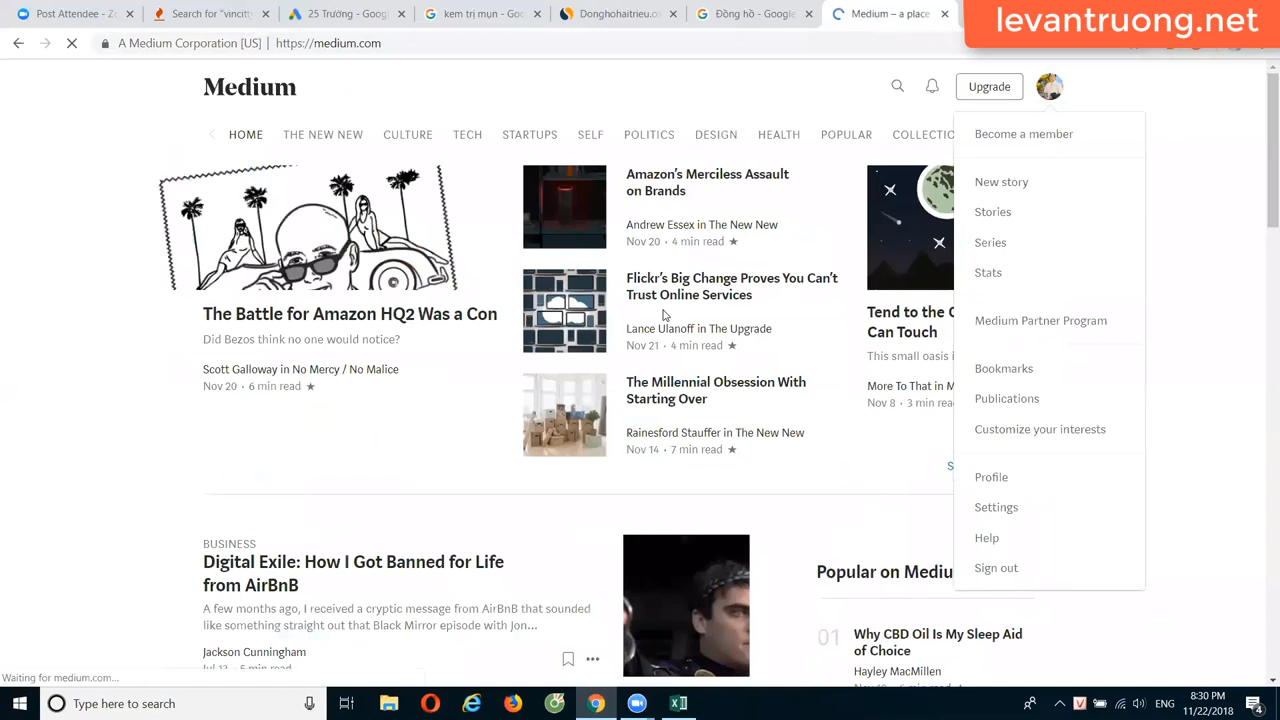 Zoom - Join Attendee
Search for "
25 Trường
kem trị mụn - Goog
Donghohaitrieu.co
Đồng hồ - Google
Medium – a place
levantruong.net
A Medium Corporation [US]
https://medium.com
Medium
Upgrade
HOME
THE NEW NEW
CULTURE
TECH
STARTUPS
SELF
POLITICS
DESIGN
HEALTH
POPULAR
COLLECTIO
The Battle for Amazon HQ2 Was a Con
Did Bezos think no one would notice?
Scott Galloway in No Mercy / No Malice
Nov 20 · 6 min read ★
Amazon's Merciless Assault
on Brands
Andrew Essex in The New New
Nov 20 · 4 min read ★
Flickr's Big Change Proves You Can't
Trust Online Services
Lance Ulanoff in The Upgrade
Nov 21 · 4 min read ★
The Millennial Obsession With
Starting Over
Rainesford Stauffer in The New New
Nov 14 · 7 min read ★
Tend to the
Can Touch
This small oasis i
More To That in M
Nov 8 · 3 min rea
S
Become a member
New story
Stories
Series
Stats
Medium Partner Program
Bookmarks
Publications
Customize your interests
Profile
Settings
Help
Sign out
BUSINESS
Digital Exile: How I Got Banned for Life
from AirBnB
A few months ago, I received a cryptic message from AirBnB that sounded
like something straight out that Black Mirror episode with Jon...
Jackson Cunningham
Popular on Mediu
01
Why CBD Oil Is My Sleep Aid
of Choice
Hayley MacMillen
Waiting for medium.com...
Type here to search
ENG
8:30 PM
11/22/2018
4